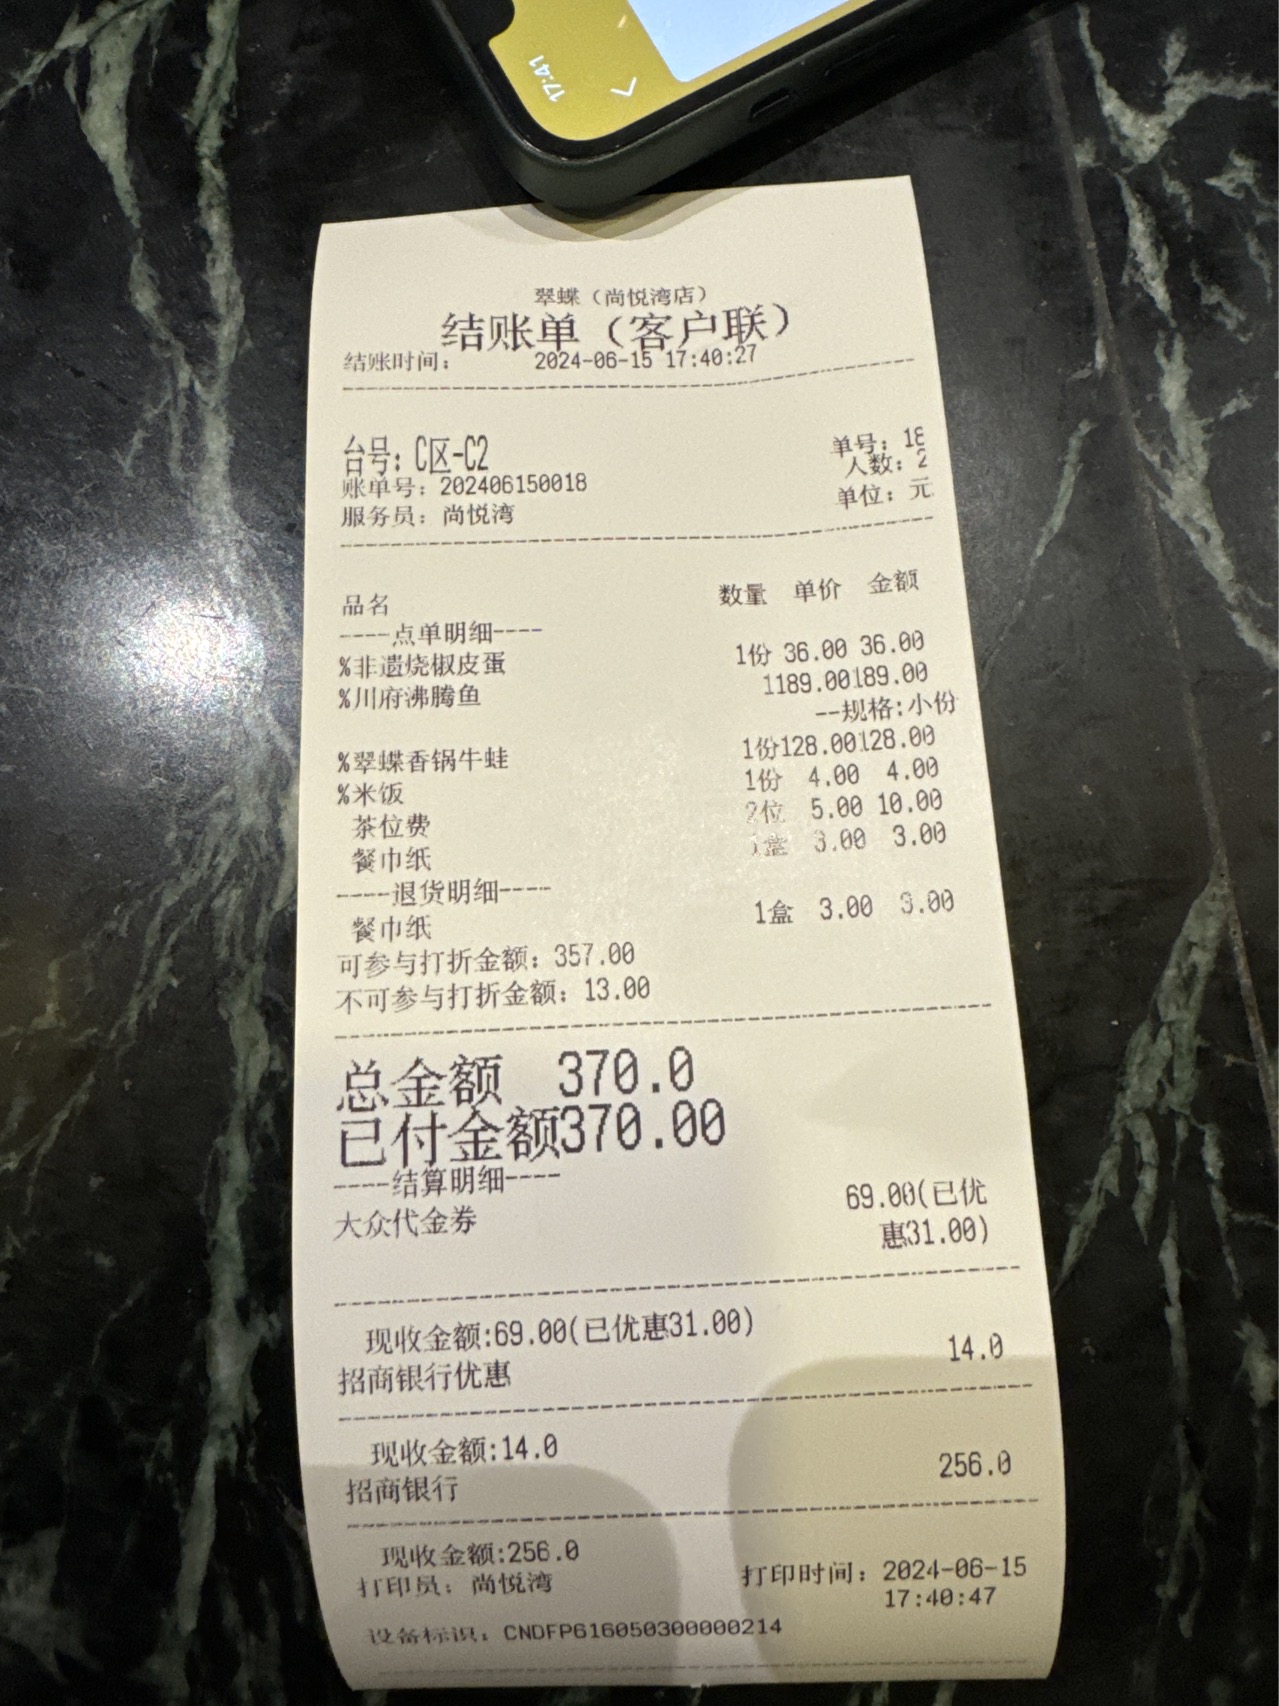 17:41
翠蝶（尚悦湾店）
结账单（客户联）
结账时间： 2024-06-15 17:40:27
台号：C区-C2
单号：18
人数：2
账单号：202406150018
单位：元
服务员：尚悦湾
品名 数量 单价 金额
----点单明细----
%非遗烧椒皮蛋 1份 36.00 36.00
%川府沸腾鱼 1189.00189.00
--规格:小份
%翠蝶香锅牛蛙 1份128.00128.00
%米饭 1份 4.00 4.00
茶位费 2位 5.00 10.00
餐巾纸 1盒 3.00 3.00
----退货明细----
餐巾纸 1盒 3.00 3.00
可参与打折金额：357.00
不可参与打折金额：13.00
总金额 370.0
已付金额370.00
----结算明细----
大众代金券 69.00(已优
惠31.00)
现收金额:69.00(已优惠31.00)
招商银行优惠 14.0
现收金额:14.0
招商银行 256.0
现收金额:256.0
打印员：尚悦湾 打印时间：2024-06-15
17:40:47
设备标识：CNDFP616050300000214